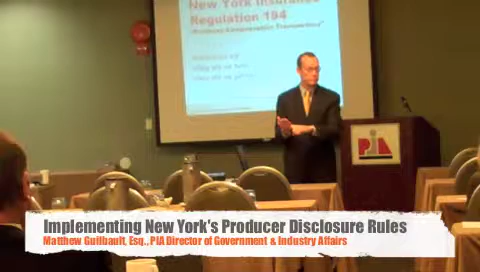 New York Insurance
Regulation 194
PIA
Implementing New York's Producer Disclosure Rules
Matthew Guilbault, Esq., PIA Director of Government & Industry Affairs